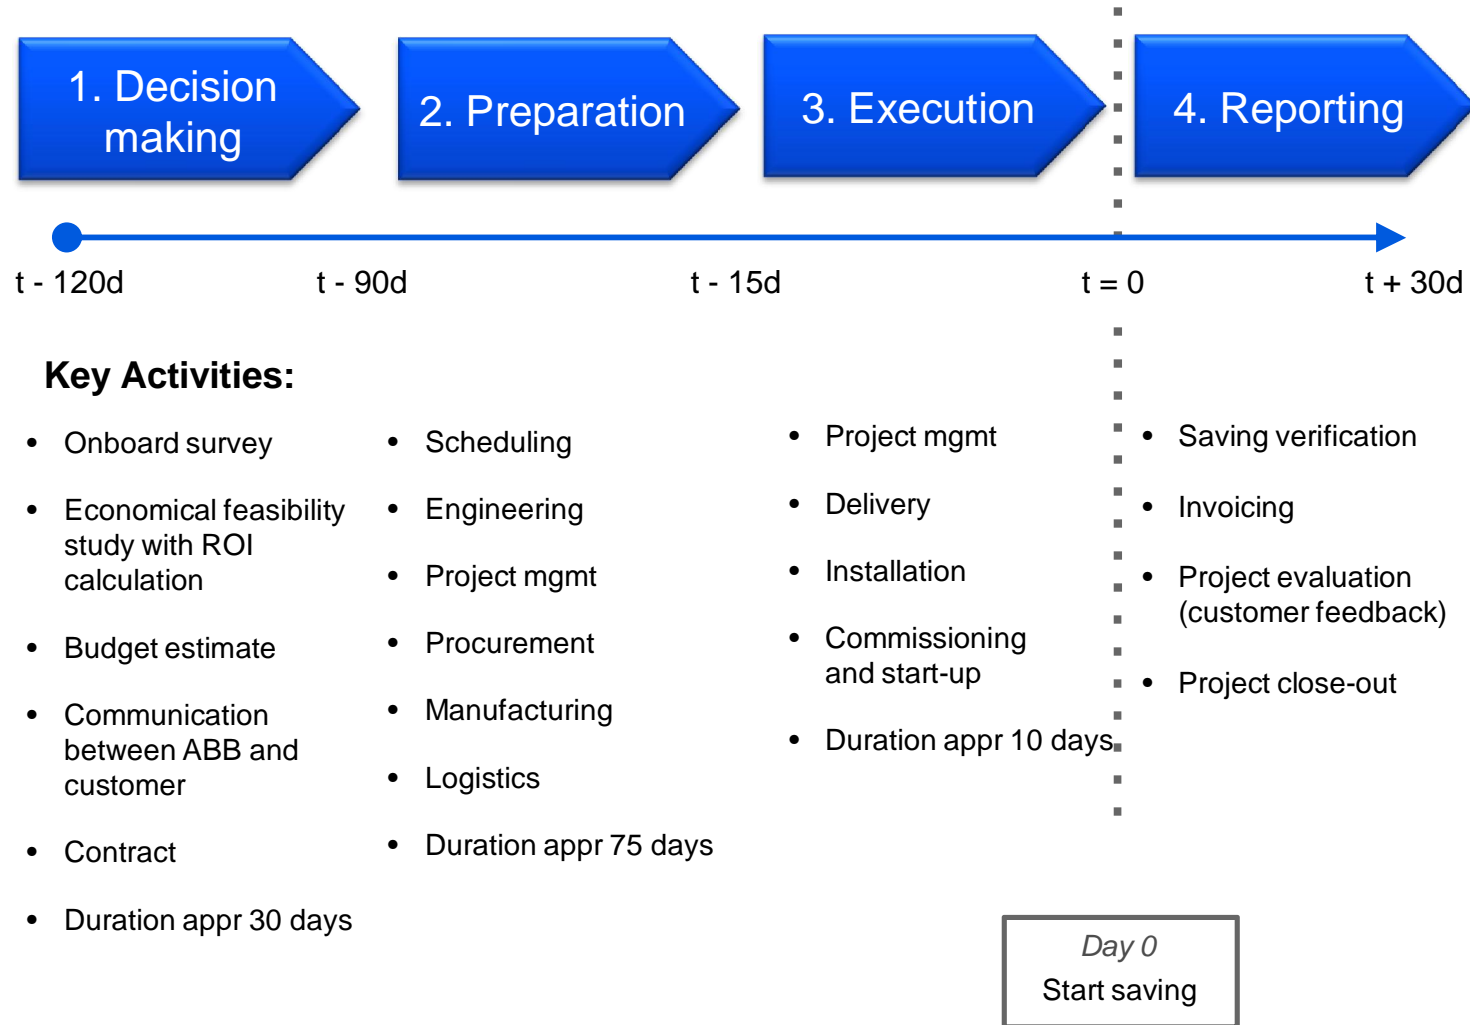 1. Decision
making
2. Preparation
3. Execution
4. Reporting
t - 120d
t - 90d
t - 15d
t = 0
t + 30d
Key Activities:
• Onboard survey
• Economical feasibility
study with ROI
calculation
• Budget estimate
• Communication
between ABB and
customer
• Contract
• Duration appr 30 days
• Scheduling
• Engineering
• Project mgmt
• Procurement
• Manufacturing
• Logistics
• Duration appr 75 days
• Project mgmt
• Delivery
• Installation
• Commissioning
and start-up
• Duration appr 10 days
• Saving verification
• Invoicing
• Project evaluation
(customer feedback)
• Project close-out
Day 0
Start saving